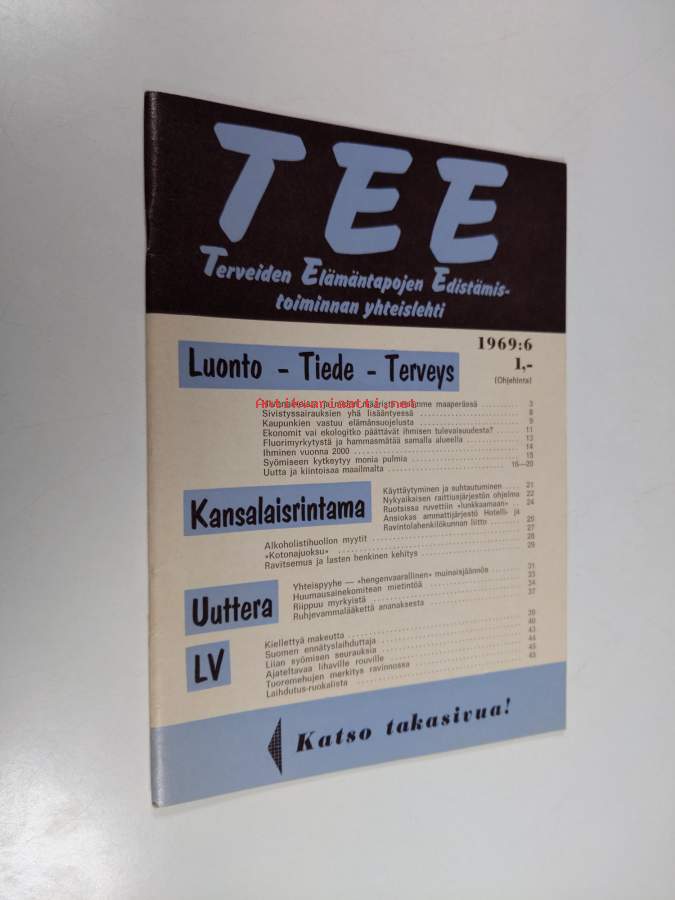 TEE
Terveiden Elämäntapojen Edistämis-
toiminnan yhteislehti
1969:6
1,-
(Ohjehinta)
Luonto - Tiede - Terveys
maaperässä 3
Antikvariaatti.net
Sivistyssairauksien yhä lisääntyessä 8
Kaupunkien vastuu elämänsuojelusta 9
Ekonomit vai ekologitko päättävät ihmisen tulevaisuudesta? 11
Fluorimyrkytystä ja hammasmätää samalla alueella 13
Ihminen vuonna 2000 14
Syömiseen kytkeytyy monia pulmia 15
Uutta ja kiintoisaa maailmalta 16—20
Kansalaisrintama
Käyttäytyminen ja suhtautuminen 21
Nykyaikaisen raittiusjärjestön ohjelma 22
Ruotsissa ruvettiin »lunkkaamaan» 24
Ansiokas ammattijärjestö Hotelli- ja
Ravintolahenkilökunnan liitto 26
Alkoholistihuollon myytit 27
»Kotonajuoksu» 28
Ravitsemus ja lasten henkinen kehitys 29
Uuttera
Yhteispyyhe — »hengenvaarallinen» muinaisjäännös 31
Huumausainekomitean mietintöä 33
Riippuu myrkyistä 34
Ruhjevammalääkettä ananaksesta 37
LV
Kiellettyä makeutta 39
Suomen ennätyslaihduttaja 40
Liian syömisen seurauksia 43
Ajateltavaa lihaville rouville 44
Tuoremehujen merkitys ravinnossa 45
Laihdutus-ruokalista 45
Katso takasivua!